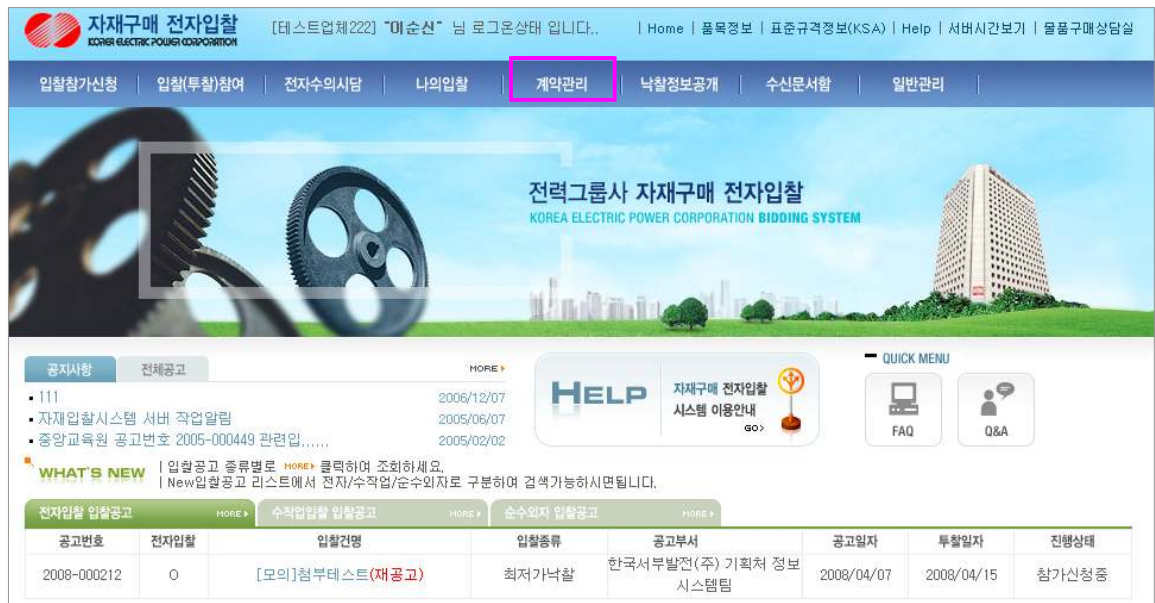 자재구매 전자입찰
KOREA ELECTRIC POWER CORPORATION
[테스트업체222] "이순신" 님 로그온상태 입니다..
| Home | 품목정보 | 표준규격정보(KSA) | Help | 서버시간보기 | 물품구매상담실
입찰참가신청 | 입찰(투찰)참여 | 전자수의시담 | 나의입찰 | 계약관리 | 낙찰정보공개 | 수신문서함 | 일반관리 |
전력그룹사 자재구매 전자입찰
KOREA ELECTRIC POWER CORPORATION BIDDING SYSTEM
공지사항 전체공고 MORE
111 2006/12/07
자재입찰시스템 서버 작업알림 2005/06/07
중앙교육원 공고번호 2005-000449 관련입...... 2005/02/02
HELP
자재구매 전자입찰
시스템 이용안내
GO>
QUICK MENU
FAQ Q&A
WHAT'S NEW
| 입찰공고 종류별로 MORE 클릭하여 조회하세요.
| New입찰공고 리스트에서 전자/수작업/순수외자로 구분하여 검색가능하시면됩니다.
전자입찰 입찰공고 MORE 수작업입찰 입찰공고 MORE 순수외자 입찰공고 MORE
공고번호 전자입찰 입찰건명 입찰종류 공고부서 공고일자 투찰일자 진행상태
2008-000212 O [모의]첨부테스트(재공고) 최저가낙찰 한국서부발전(주) 기획처 정보시스템팀 2008/04/07 2008/04/15 참가신청중